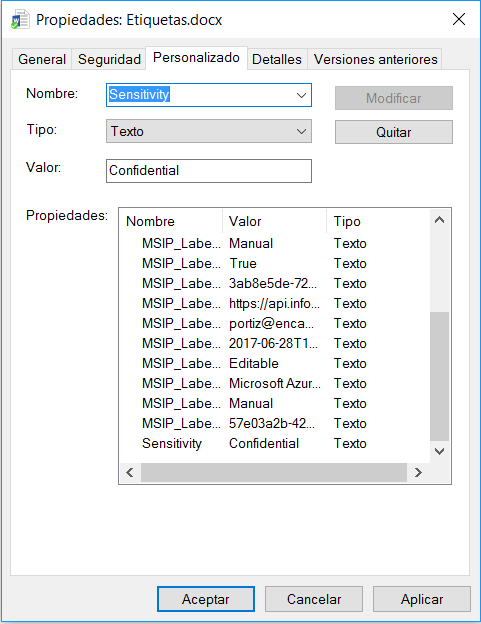 Propiedades: Etiquetas.docx
General Seguridad Personalizado Detalles Versiones anteriores
Nombre: Sensitivity Modificar
Tipo: Texto Quitar
Valor: Confidential
Propiedades:
Nombre Valor Tipo
MSIP_Labe... Manual Texto
MSIP_Labe... True Texto
MSIP_Labe... 3ab8e5de-72... Texto
MSIP_Labe... https://api.info... Texto
MSIP_Labe... portiz@enca... Texto
MSIP_Labe... 2017-06-28T1... Texto
MSIP_Labe... Editable Texto
MSIP_Labe... Microsoft Azur... Texto
MSIP_Labe... Manual Texto
MSIP_Labe... 57e03a2b-42... Texto
Sensitivity Confidential Texto
Aceptar Cancelar Aplicar